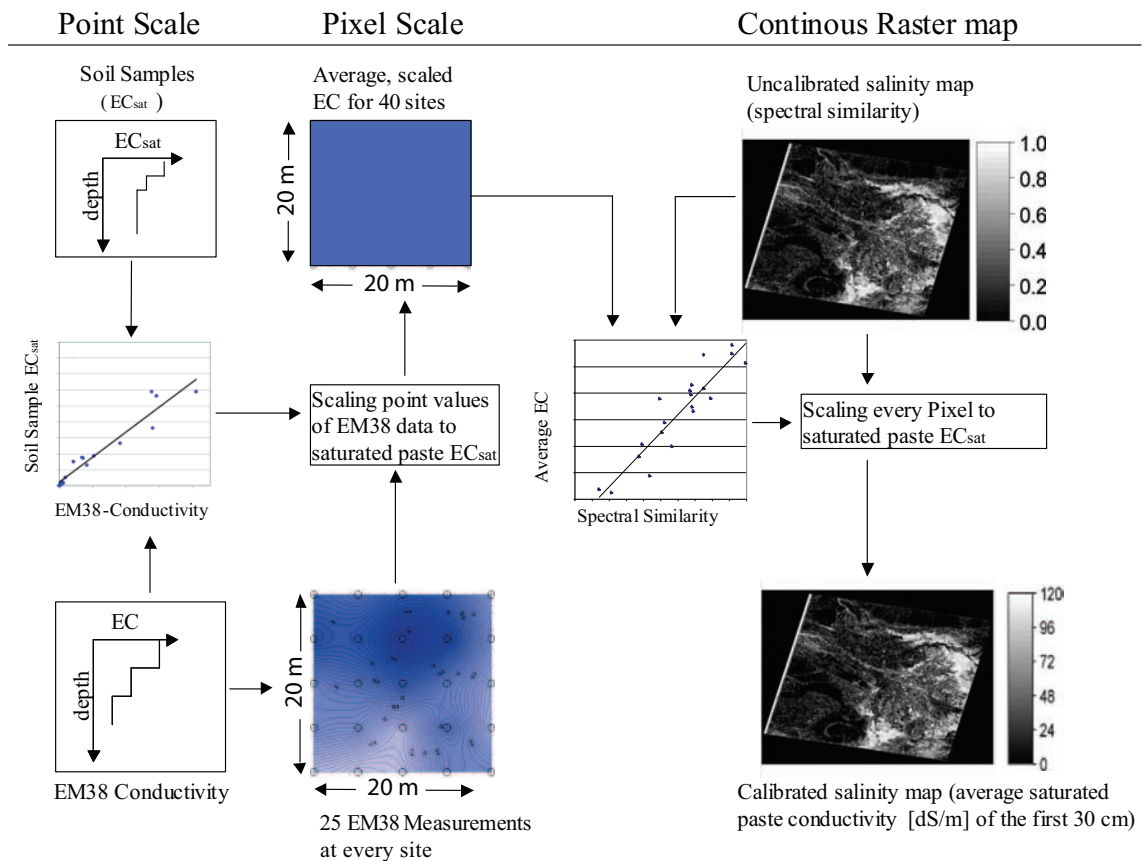 Point Scale
Pixel Scale
Continous Raster map
Soil Samples
(ECsat )
ECsat
depth
Soil Sample ECsat
EM38-Conductivity
EC
depth
EM38 Conductivity
Average, scaled
EC for 40 sites
20 m
20 m
Scaling point values
of EM38 data to
saturated paste ECsat
20 m
20 m
25 EM38 Measurements
at every site
Uncalibrated salinity map
(spectral similarity)
1.0
0.8
0.6
0.4
0.2
0.0
Average EC
Spectral Similarity
Scaling every Pixel to
saturated paste ECsat
120
96
72
48
24
0
Calibrated salinity map (average saturated
paste conductivity [dS/m] of the first 30 cm)